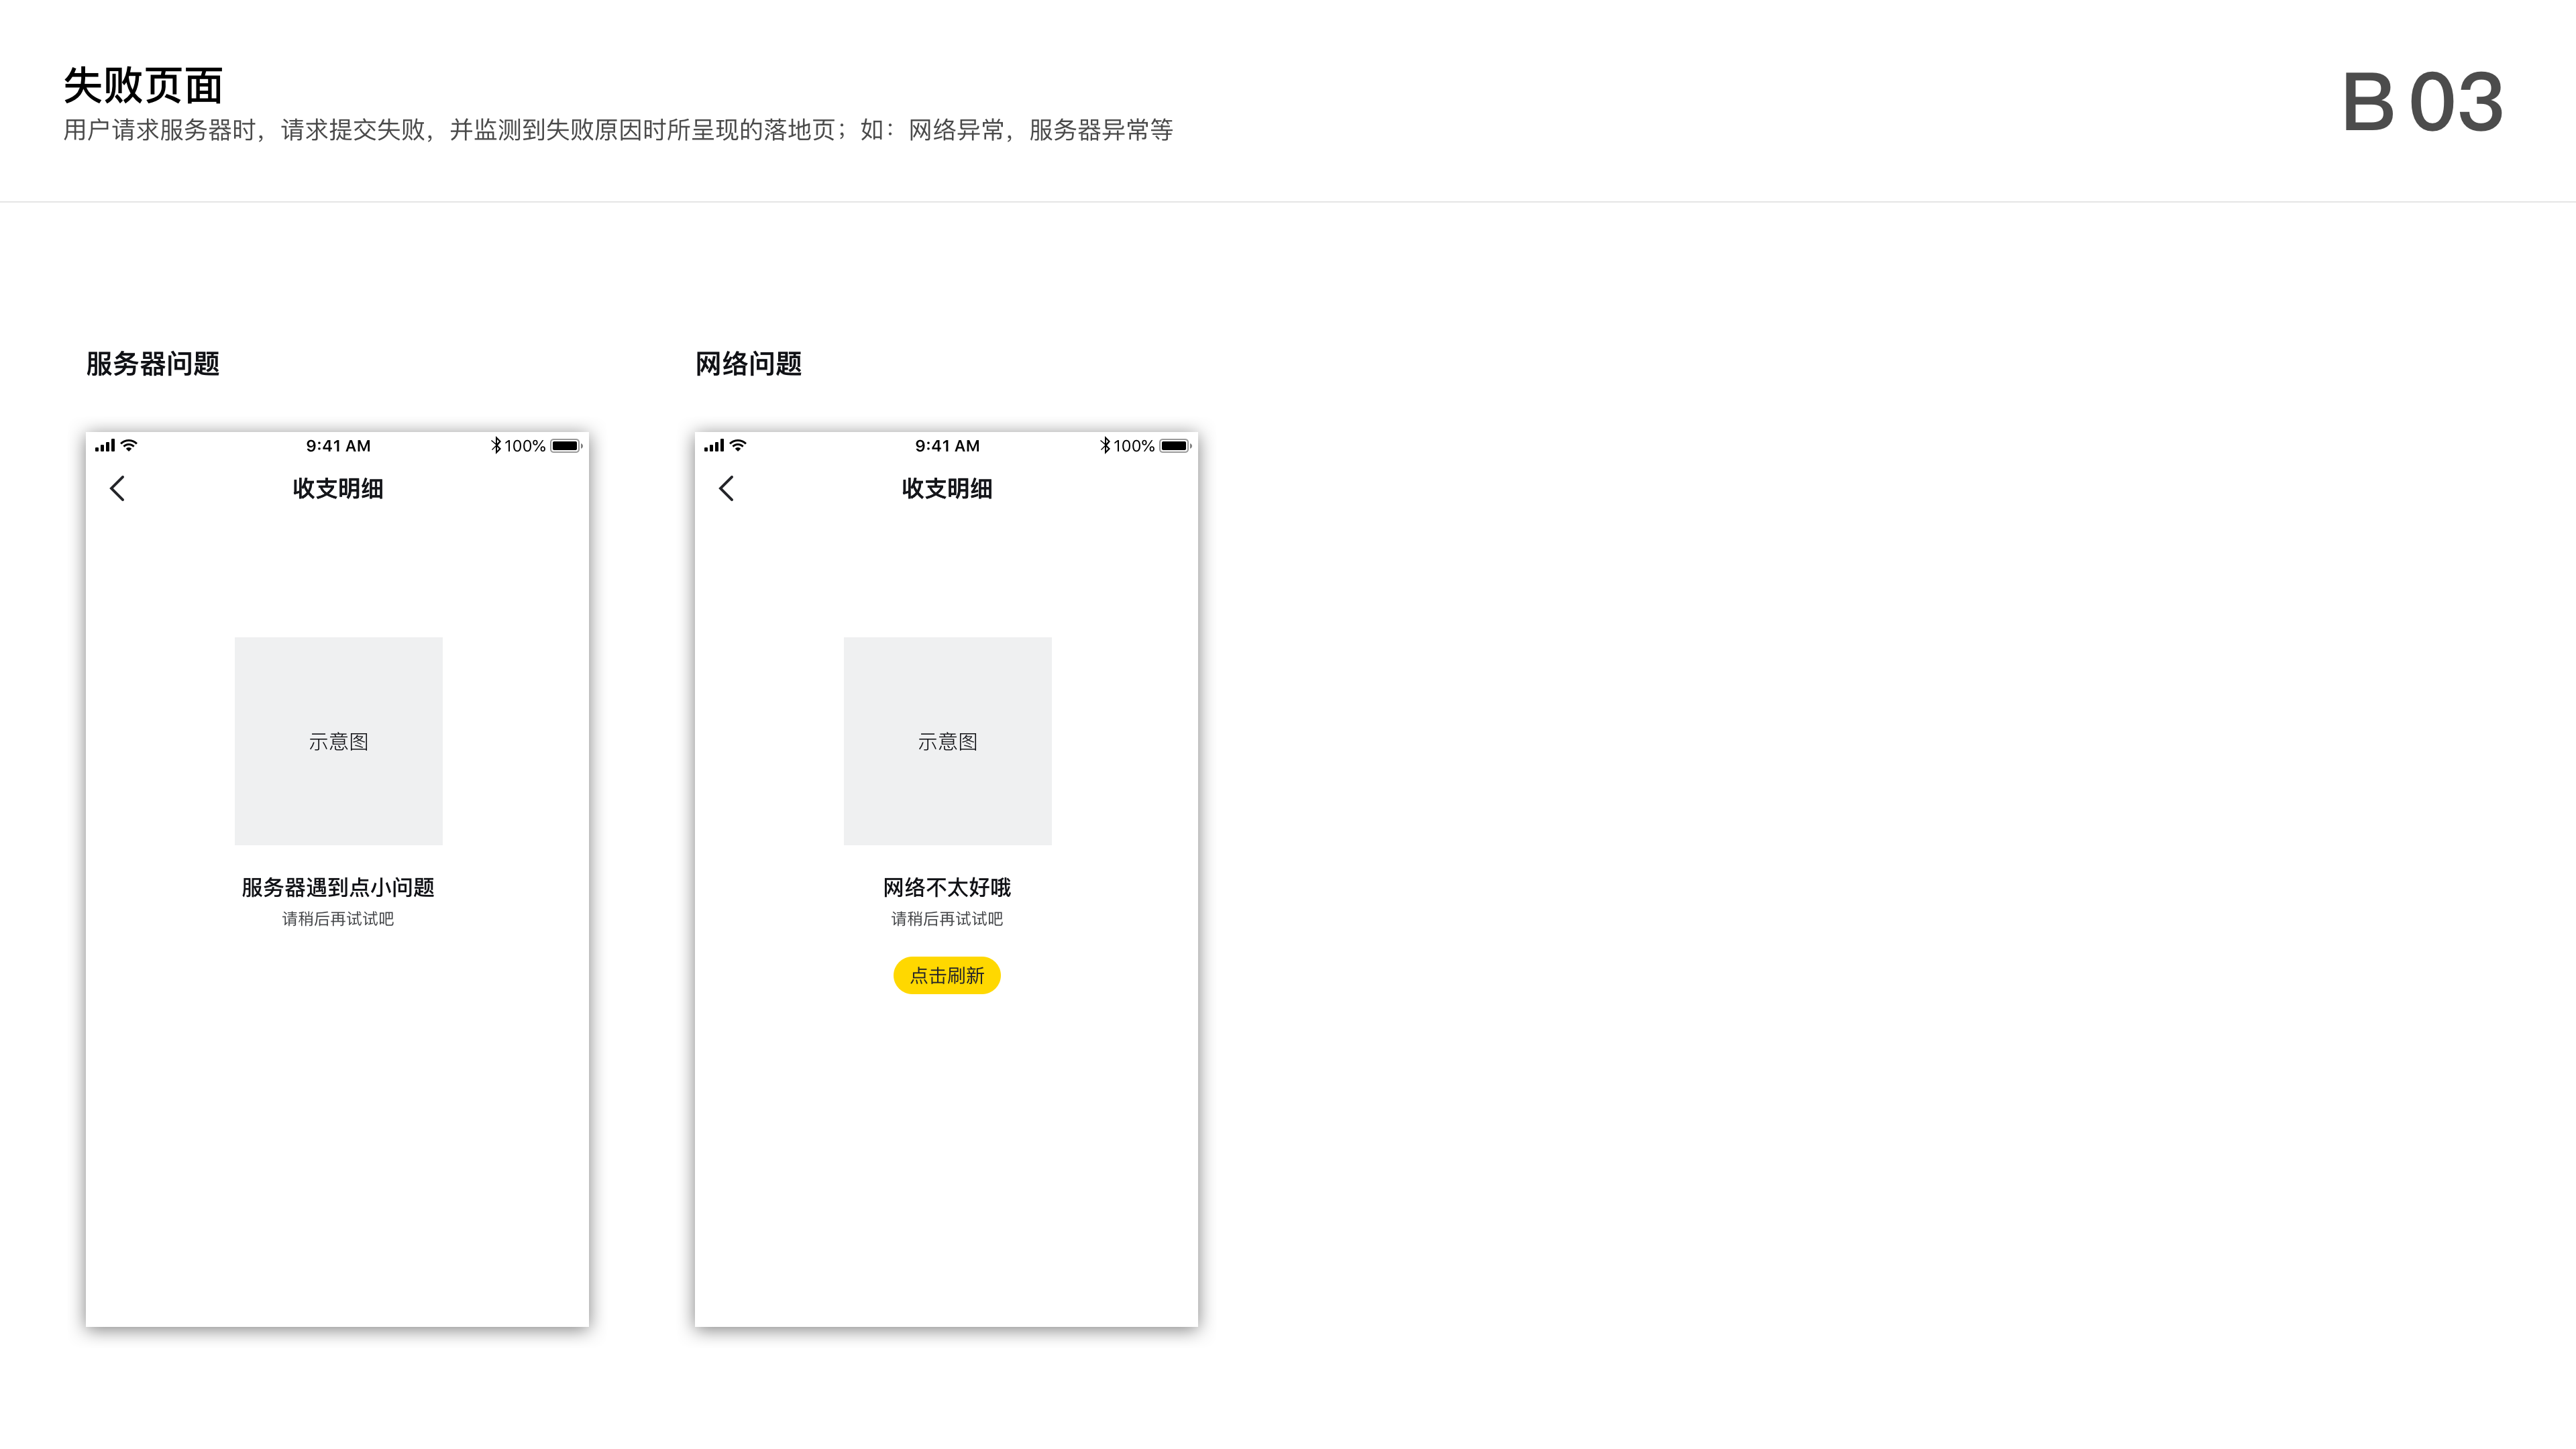 失败页面
用户请求服务器时，请求提交失败，并监测到失败原因时所呈现的落地页；如：网络异常，服务器异常等
B 03
服务器问题
9:41 AM
100%
收支明细
示意图
服务器遇到点小问题
请稍后再试试吧
网络问题
9:41 AM
100%
收支明细
示意图
网络不太好哦
请稍后再试试吧
点击刷新